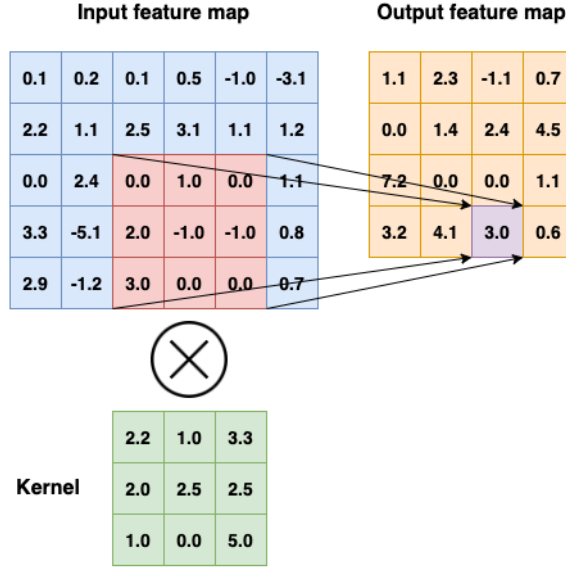 Input feature map
Output feature map
0.1 0.2 0.1 0.5 -1.0 -3.1
1.1 2.3 -1.1 0.7
2.2 1.1 2.5 3.1 1.1 1.2
0.0 1.4 2.4 4.5
0.0 2.4 0.0 1.0 0.0 1.1
7.2 0.0 0.0 1.1
3.3 -5.1 2.0 -1.0 -1.0 0.8
3.2 4.1 3.0 0.6
2.9 -1.2 3.0 0.0 0.0 0.7
2.2 1.0 3.3
Kernel
2.0 2.5 2.5
1.0 0.0 5.0